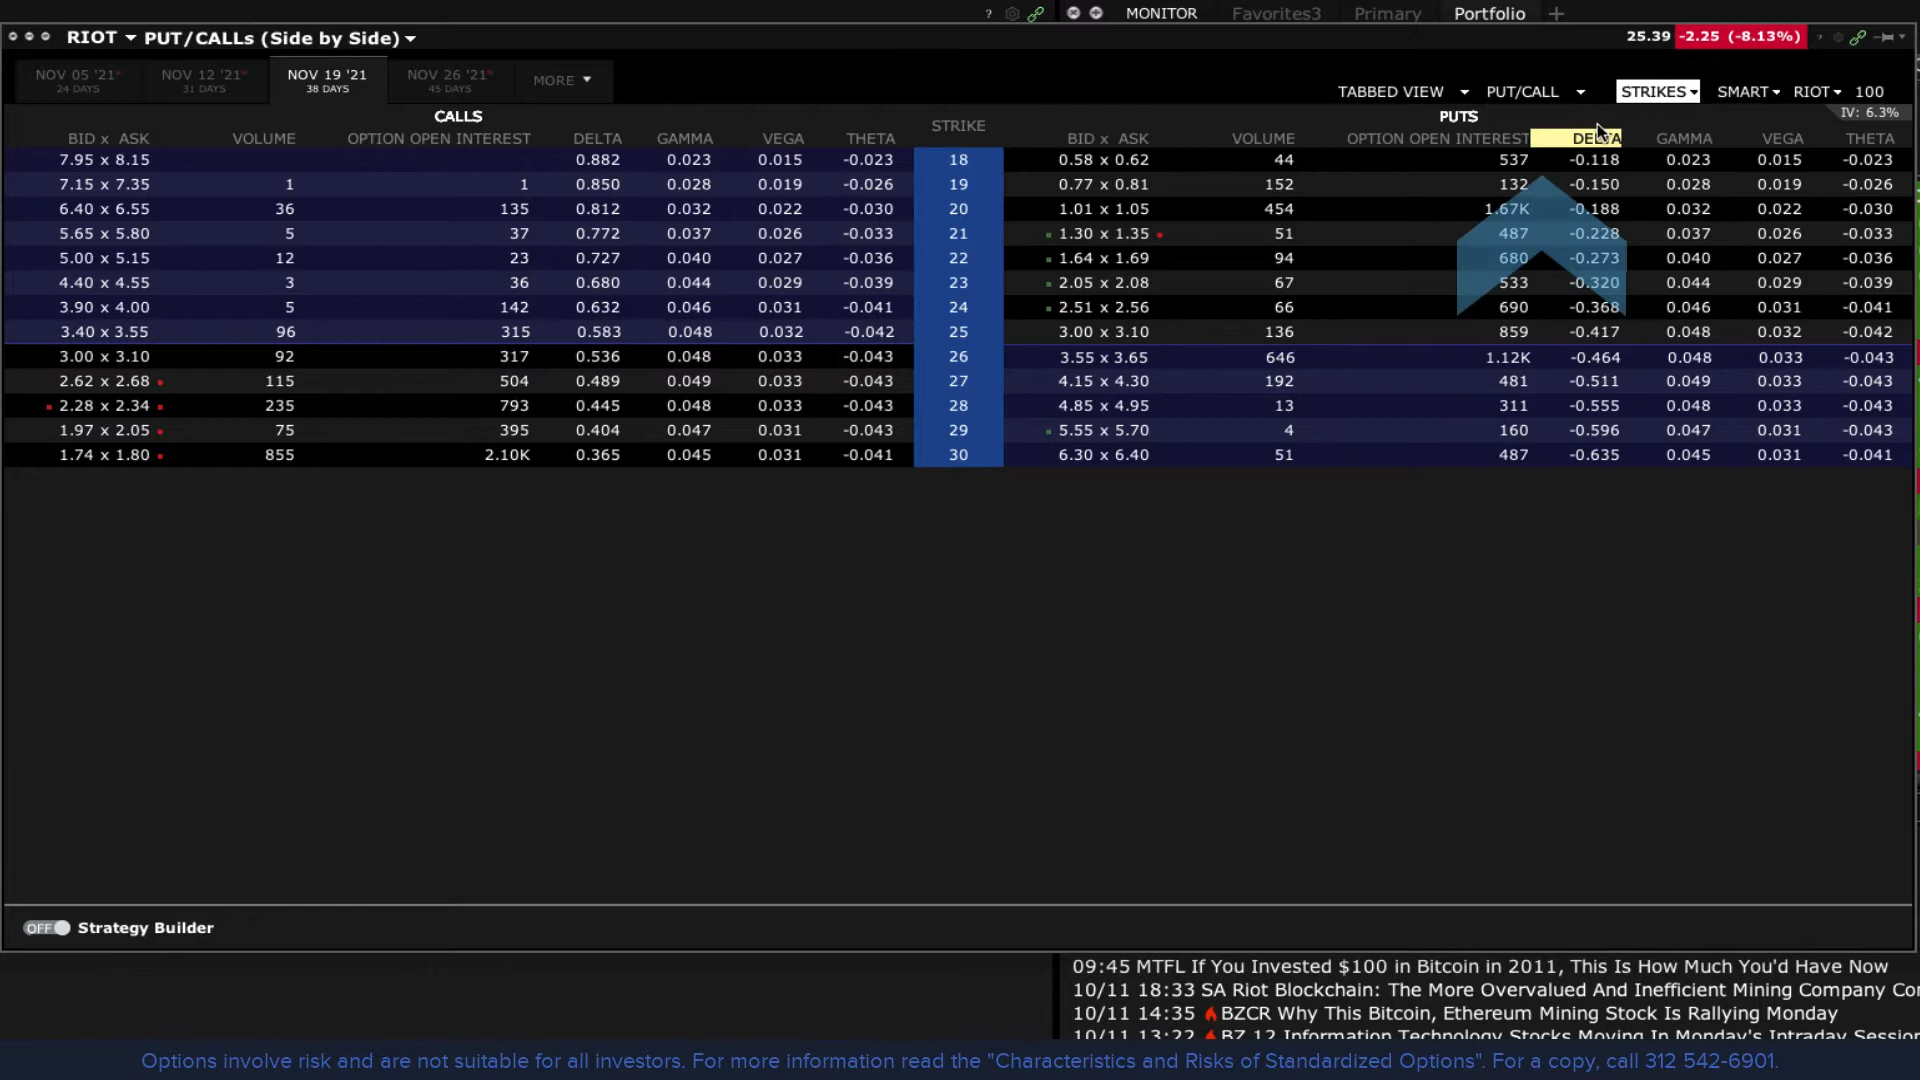 ? MONITOR Favorites3 Primary Portfolio +
RIOT PUT/CALLs (Side by Side) 25.39 -2.25 (-8.13%) ?
NOV 05 '21* NOV 12 '21* NOV 19 '21 NOV 26 '21* MORE
24 DAYS 31 DAYS 38 DAYS 45 DAYS
TABBED VIEW PUT/CALL STRIKES SMART RIOT 100
IV: 6.3%
CALLS STRIKE PUTS
BID x ASK VOLUME OPTION OPEN INTEREST DELTA GAMMA VEGA THETA BID x ASK VOLUME OPTION OPEN INTEREST DELTA GAMMA VEGA THETA
7.95 x 8.15 0.882 0.023 0.015 -0.023 18 0.58 x 0.62 44 537 -0.118 0.023 0.015 -0.023
7.15 x 7.35 1 1 0.850 0.028 0.019 -0.026 19 0.77 x 0.81 152 132 -0.150 0.028 0.019 -0.026
6.40 x 6.55 36 135 0.812 0.032 0.022 -0.030 20 1.01 x 1.05 454 1.67K -0.188 0.032 0.022 -0.030
5.65 x 5.80 5 37 0.772 0.037 0.026 -0.033 21 1.30 x 1.35 51 487 -0.228 0.037 0.026 -0.033
5.00 x 5.15 12 23 0.727 0.040 0.027 -0.036 22 1.64 x 1.69 94 680 -0.273 0.040 0.027 -0.036
4.40 x 4.55 3 36 0.680 0.044 0.029 -0.039 23 2.05 x 2.08 67 533 -0.320 0.044 0.029 -0.039
3.90 x 4.00 5 142 0.632 0.046 0.031 -0.041 24 2.51 x 2.56 66 690 -0.368 0.046 0.031 -0.041
3.40 x 3.55 96 315 0.583 0.048 0.032 -0.042 25 3.00 x 3.10 136 859 -0.417 0.048 0.032 -0.042
3.00 x 3.10 92 317 0.536 0.048 0.033 -0.043 26 3.55 x 3.65 646 1.12K -0.464 0.048 0.033 -0.043
2.62 x 2.68 115 504 0.489 0.049 0.033 -0.043 27 4.15 x 4.30 192 481 -0.511 0.049 0.033 -0.043
2.28 x 2.34 235 793 0.445 0.048 0.033 -0.043 28 4.85 x 4.95 13 311 -0.555 0.048 0.033 -0.043
1.97 x 2.05 75 395 0.404 0.047 0.031 -0.043 29 5.55 x 5.70 4 160 -0.596 0.047 0.031 -0.043
1.74 x 1.80 855 2.10K 0.365 0.045 0.031 -0.041 30 6.30 x 6.40 51 487 -0.635 0.045 0.031 -0.041
OFF Strategy Builder
09:45 MTFL If You Invested $100 in Bitcoin in 2011, This Is How Much You'd Have Now
10/11 18:33 SA Riot Blockchain: The More Overvalued And Inefficient Mining Company Co
10/11 14:35 BZCR Why This Bitcoin, Ethereum Mining Stock Is Rallying Monday
10/11 13:22 BZ 12 Information Technology Stocks Moving In Monday's Intraday Session
Options involve risk and are not suitable for all investors. For more information read the "Characteristics and Risks of Standardized Options". For a copy, call 312 542-6901.